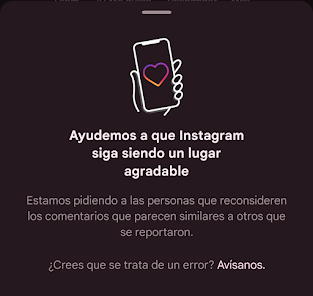 Ayudemos a que Instagram
siga siendo un lugar
agradable
Estamos pidiendo a las personas que reconsideren
los comentarios que parecen similares a otros que
se reportaron.
¿Crees que se trata de un error? Avísanos.